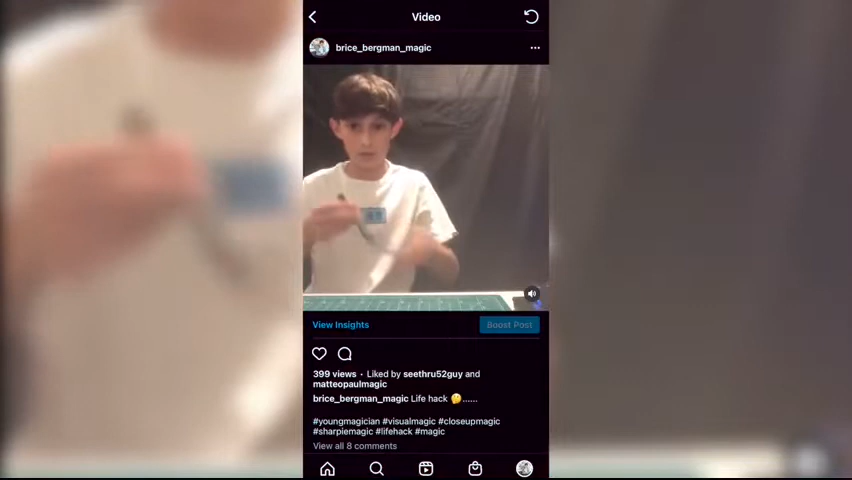 Video
brice_bergman_magic
View Insights
Boost Post
399 views · Liked by seethru52guy and
matteopaulmagic
brice_bergman_magic Life hack 🤔......
#youngmagician #visualmagic #closeupmagic
#sharpiemagic #lifehack #magic
View all 8 comments